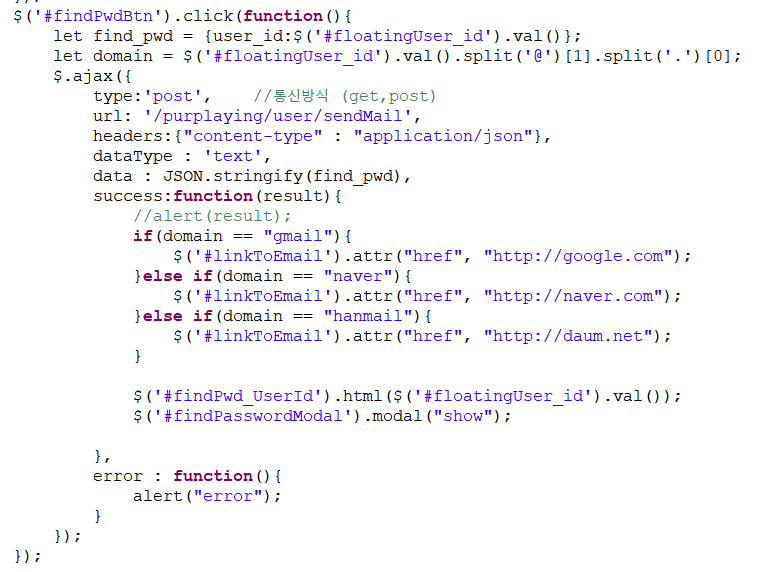 });
$('#findPwdBtn').click(function(){
    let find_pwd = {user_id:$('#floatingUser_id').val()};
    let domain = $('#floatingUser_id').val().split('@')[1].split('.')[0];
    $.ajax({
        type:'post',    //통신방식 (get,post)
        url: '/purplaying/user/sendMail',
        headers:{"content-type" : "application/json"},
        dataType : 'text',
        data : JSON.stringify(find_pwd),
        success:function(result){
            //alert(result);
            if(domain == "gmail"){
                $('#linkToEmail').attr("href", "http://google.com");
            }else if(domain == "naver"){
                $('#linkToEmail').attr("href", "http://naver.com");
            }else if(domain == "hanmail"){
                $('#linkToEmail').attr("href", "http://daum.net");
            }

            $('#findPwd_UserId').html($('#floatingUser_id').val());
            $('#findPasswordModal').modal("show");

        },
        error : function(){
            alert("error");
        }
    });
});